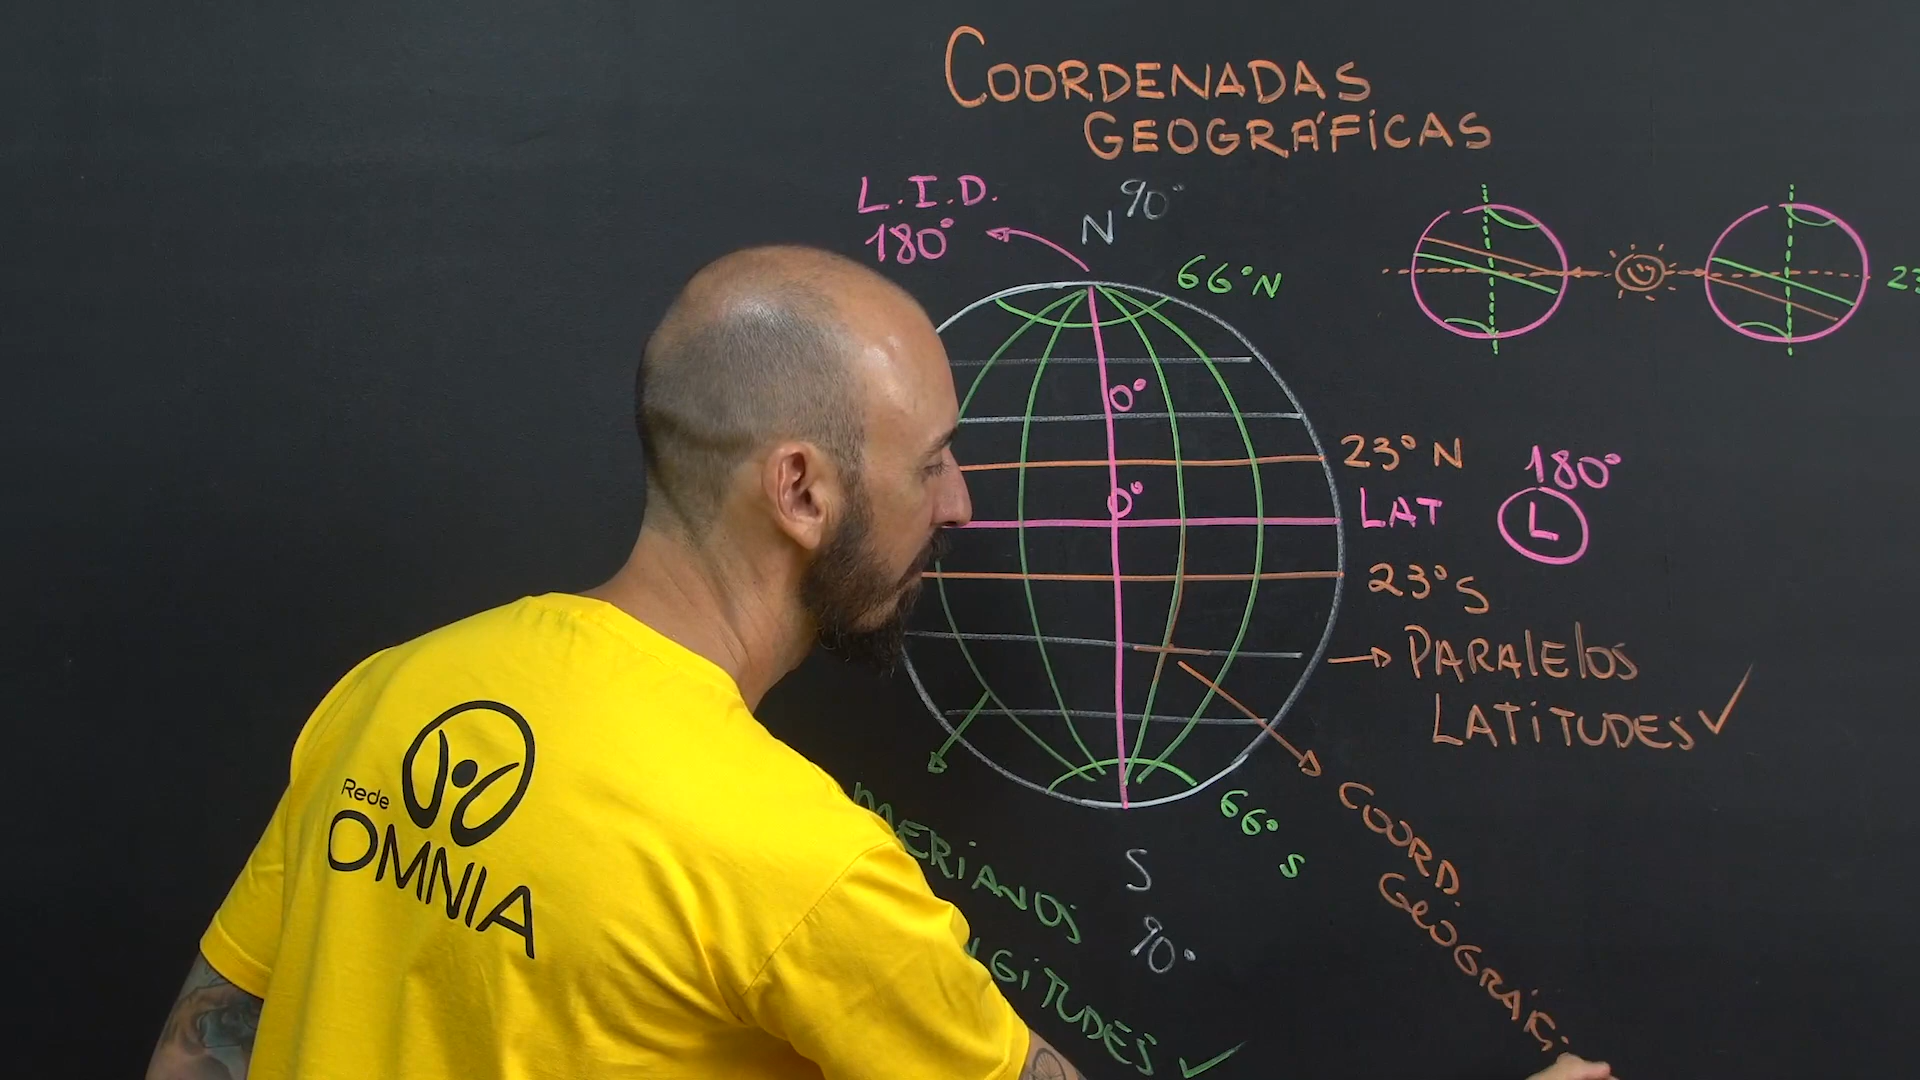 COORDENADAS
GEOGRÁFICAS
L.I.D.
180°
N 90°
66°N
0°
23° N
180°
0°
LAT
L
23° S
PARALELOS
LATITUDES
COORD.
66° S
S
90°
Rede
OMNIA